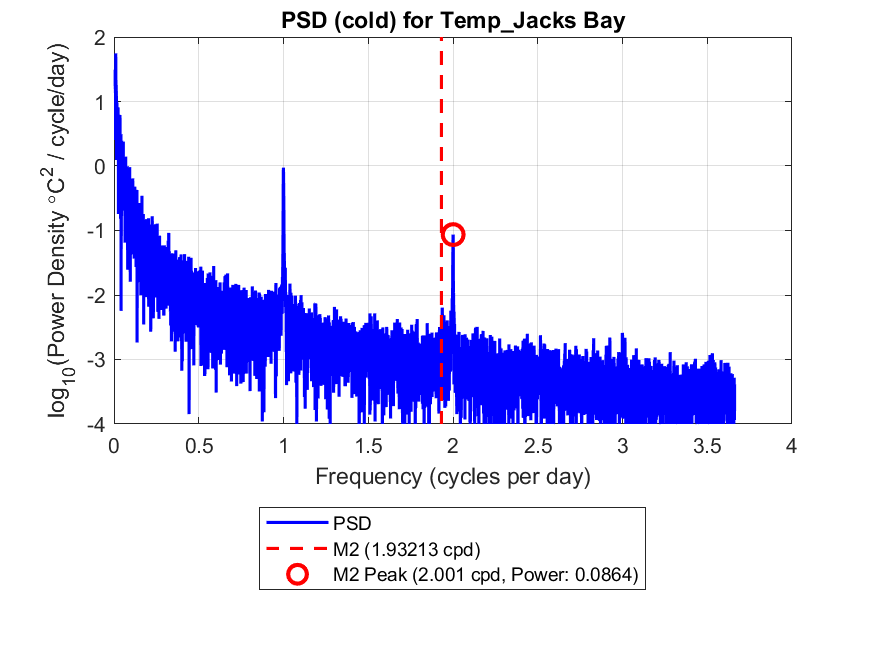 PSD (cold) for Temp_Jacks Bay
log10(Power Density °C2 / cycle/day)
2
1
0
-1
-2
-3
-4
0 0.5 1 1.5 2 2.5 3 3.5 4
Frequency (cycles per day)
PSD
M2 (1.93213 cpd)
M2 Peak (2.001 cpd, Power: 0.0864)